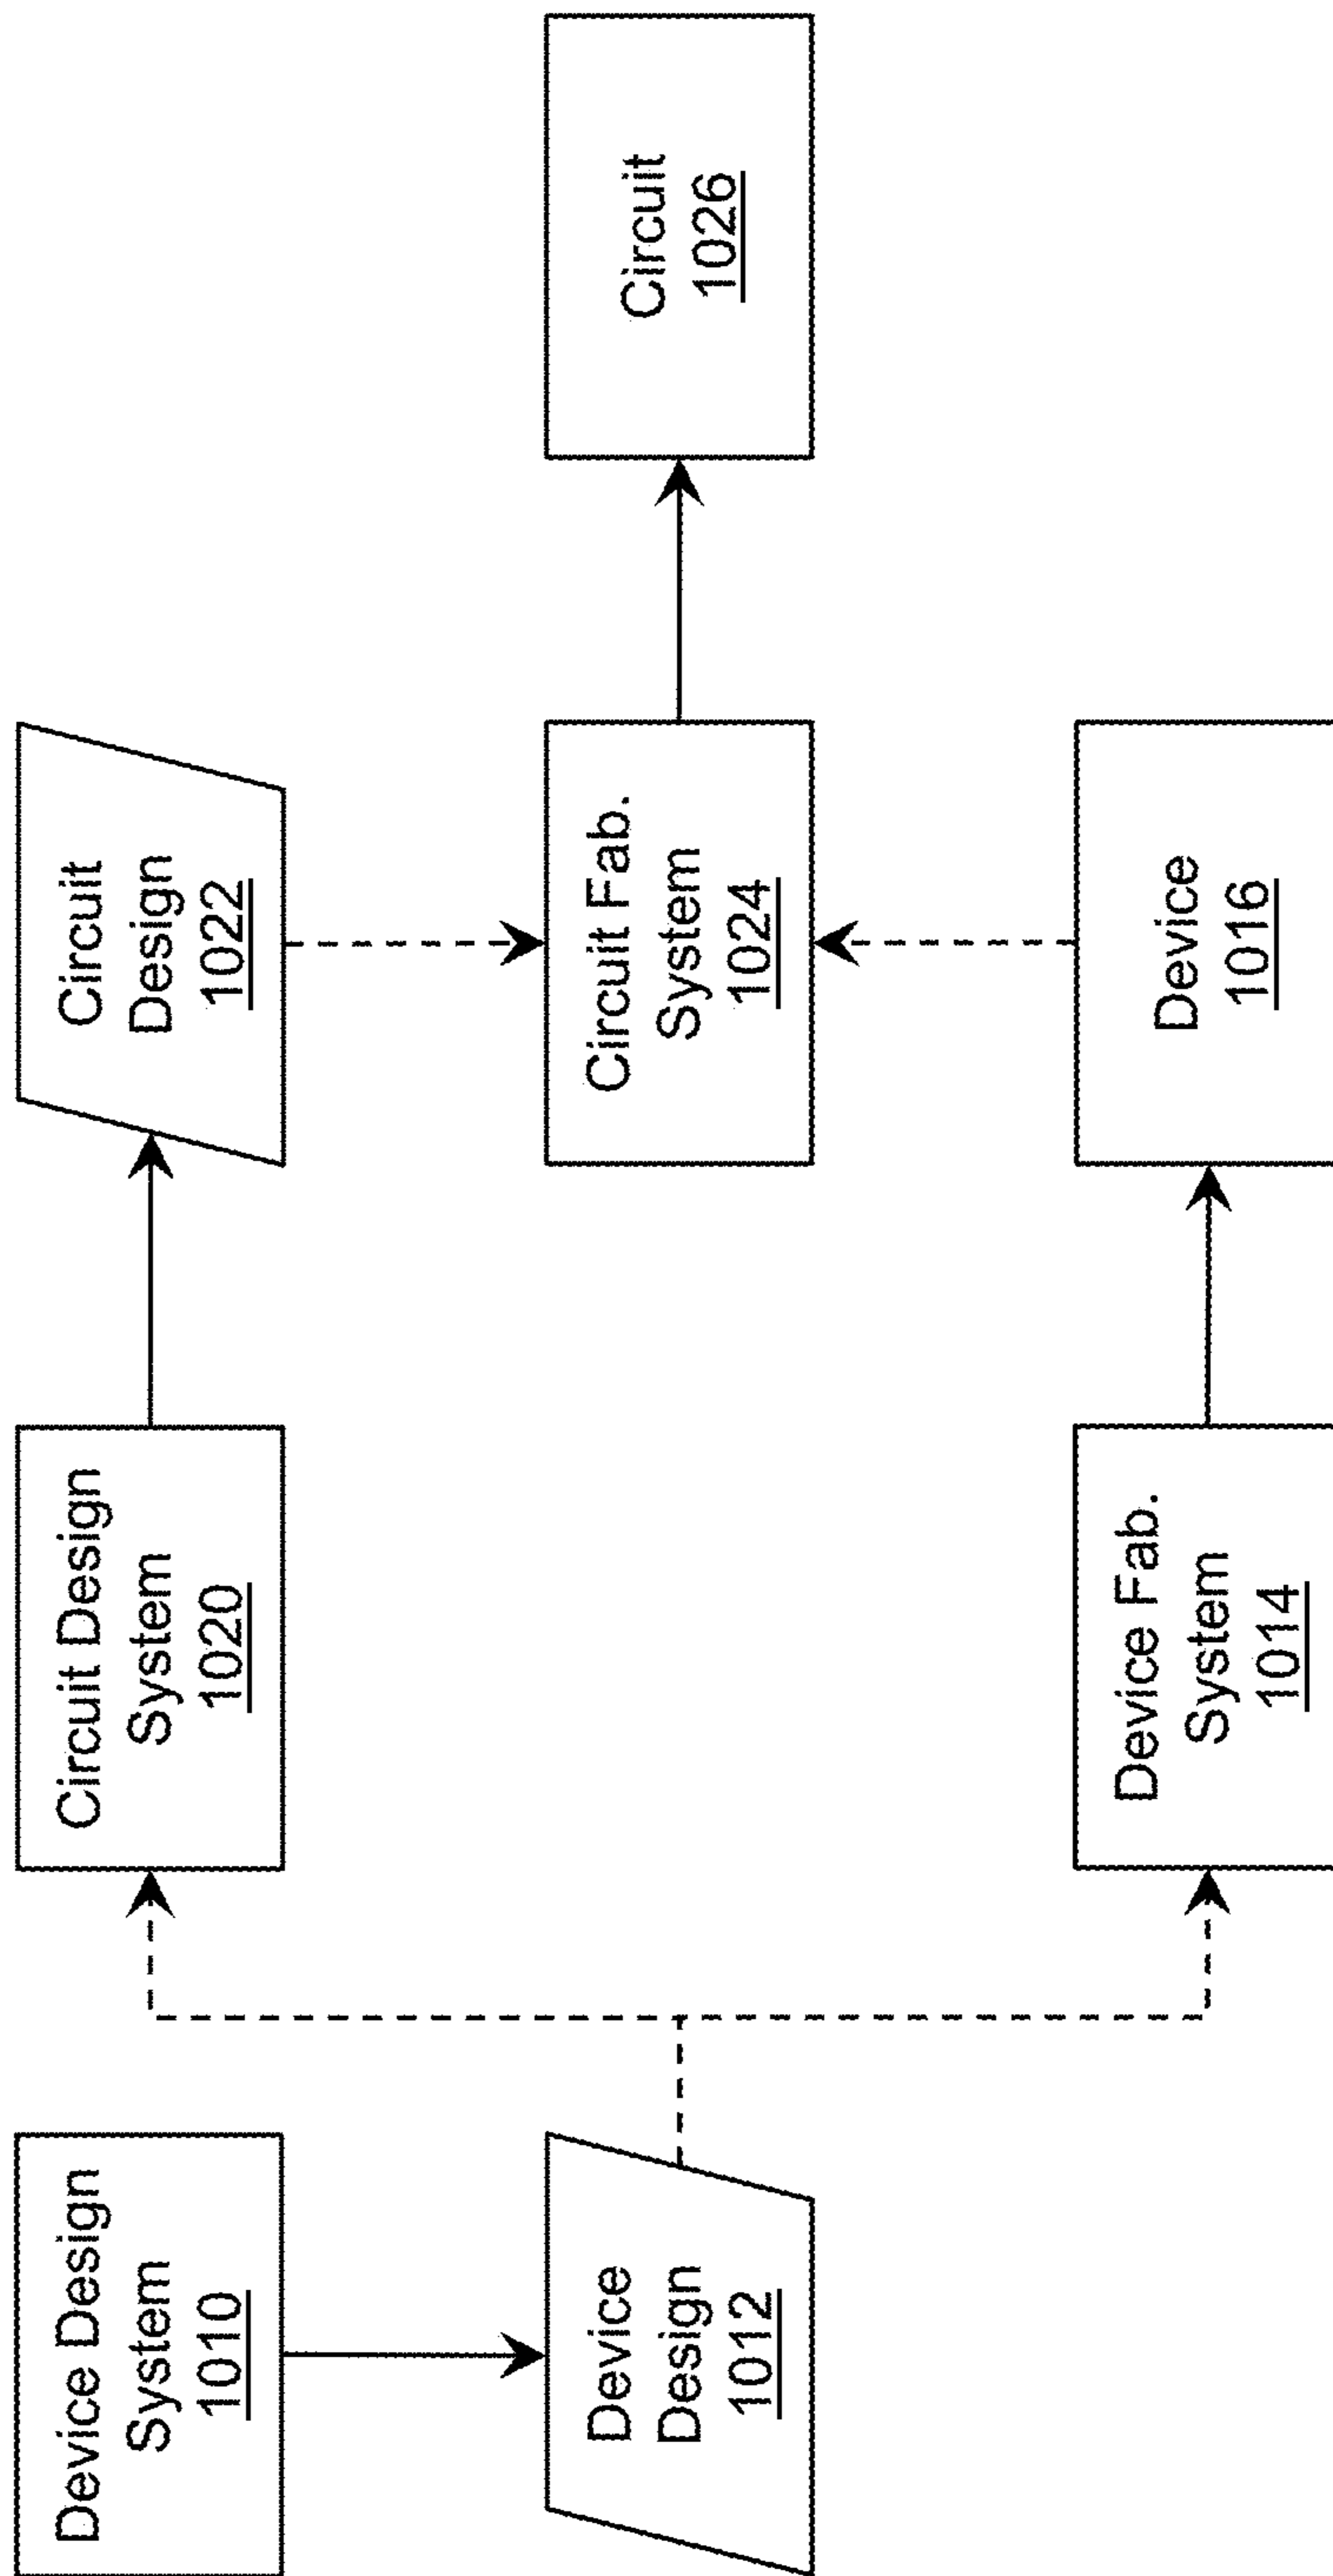 Device Design
System
1010
Device
Design
1012
Circuit Design
System
1020
Device Fab.
System
1014
Circuit
Design
1022
Circuit Fab.
System
1024
Device
1016
Circuit
1026